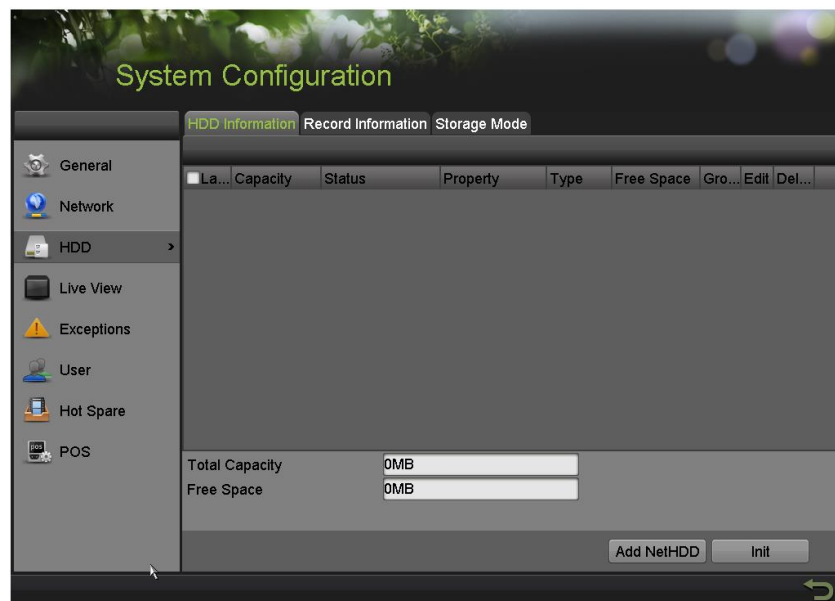 System Configuration
HDD Information Record Information Storage Mode
La... Capacity Status Property Type Free Space Gro... Edit Del...
General
Network
HDD
Live View
Exceptions
User
Hot Spare
POS
Total Capacity 0MB
Free Space 0MB
Add NetHDD Init